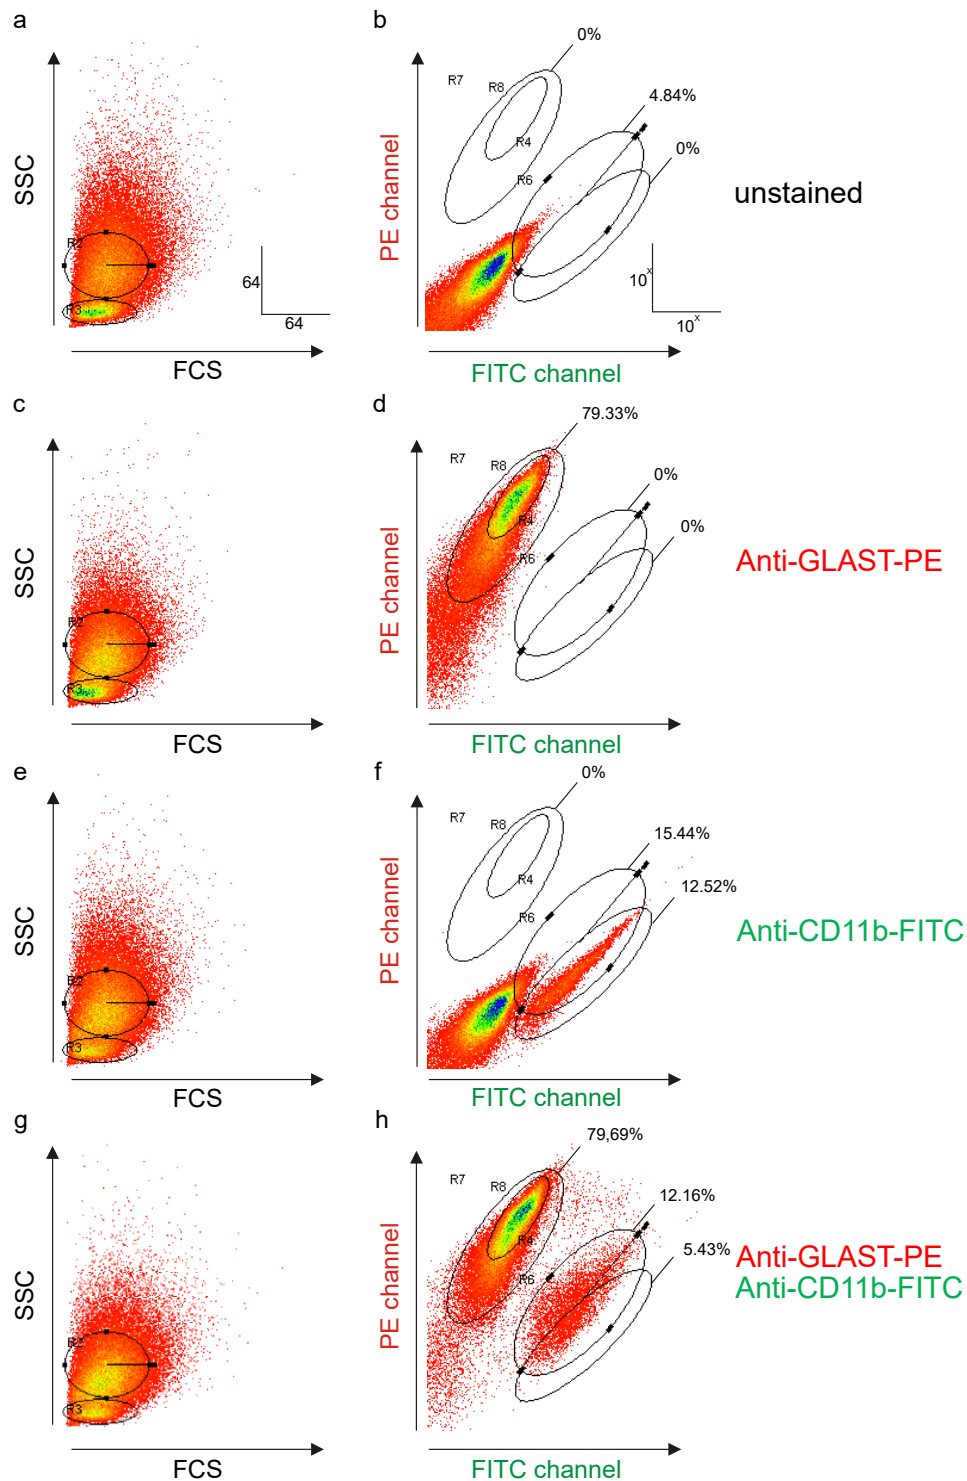 a
b
0%
R7
R8
4.84%
R4
0%
R6
SSC
PE channel
unstained
R2
R3
64
64
10x
10x
FCS
FITC channel
c
d
79.33%
R7
R8
0%
R4
0%
R6
SSC
PE channel
Anti-GLAST-PE
R2
R3
FCS
FITC channel
e
f
0%
R7
R8
15.44%
R4
12.52%
R6
SSC
PE channel
Anti-CD11b-FITC
R2
R3
FCS
FITC channel
g
h
79,69%
R7
R8
12.16%
R4
5.43%
R6
SSC
PE channel
Anti-GLAST-PE
Anti-CD11b-FITC
R2
R3
FCS
FITC channel